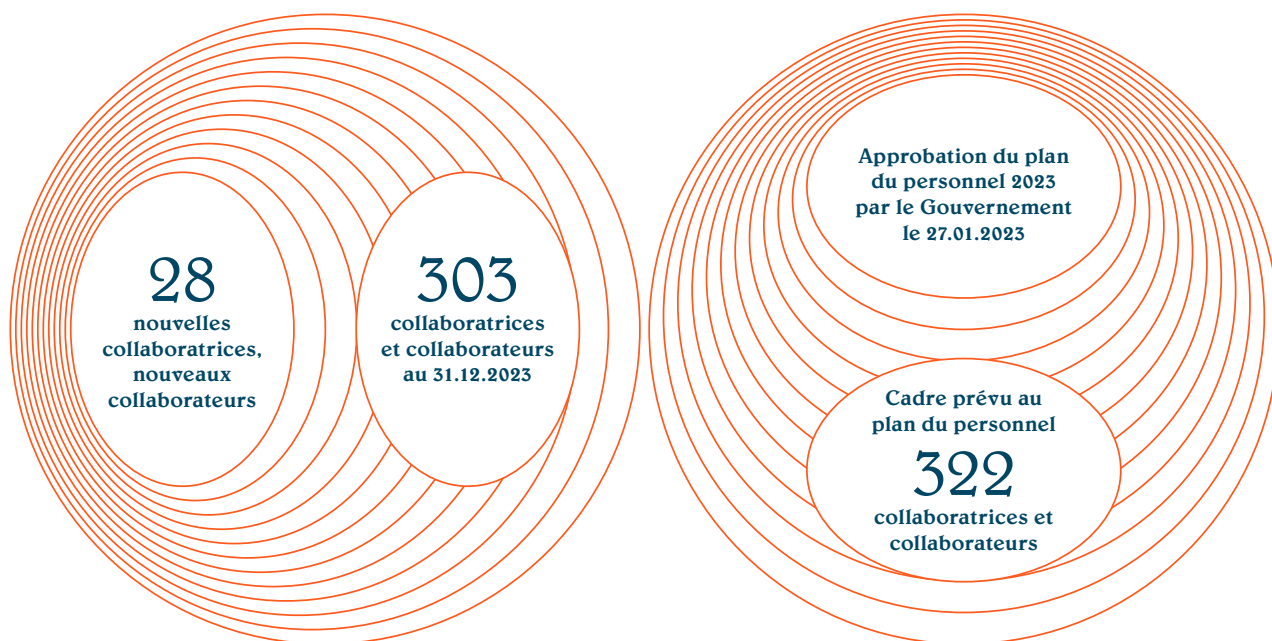 28
nouvelles
collaboratrices,
nouveaux
collaborateurs
303
collaboratrices
et collaborateurs
au 31.12.2023
Approbation du plan
du personnel 2023
par le Gouvernement
le 27.01.2023
Cadre prévu au
plan du personnel
322
collaboratrices et
collaborateurs